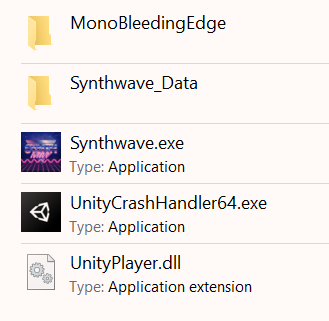 MonoBleedingEdge
Synthwave_Data
Synthwave.exe
Type: Application
UnityCrashHandler64.exe
Type: Application
UnityPlayer.dll
Type: Application extension